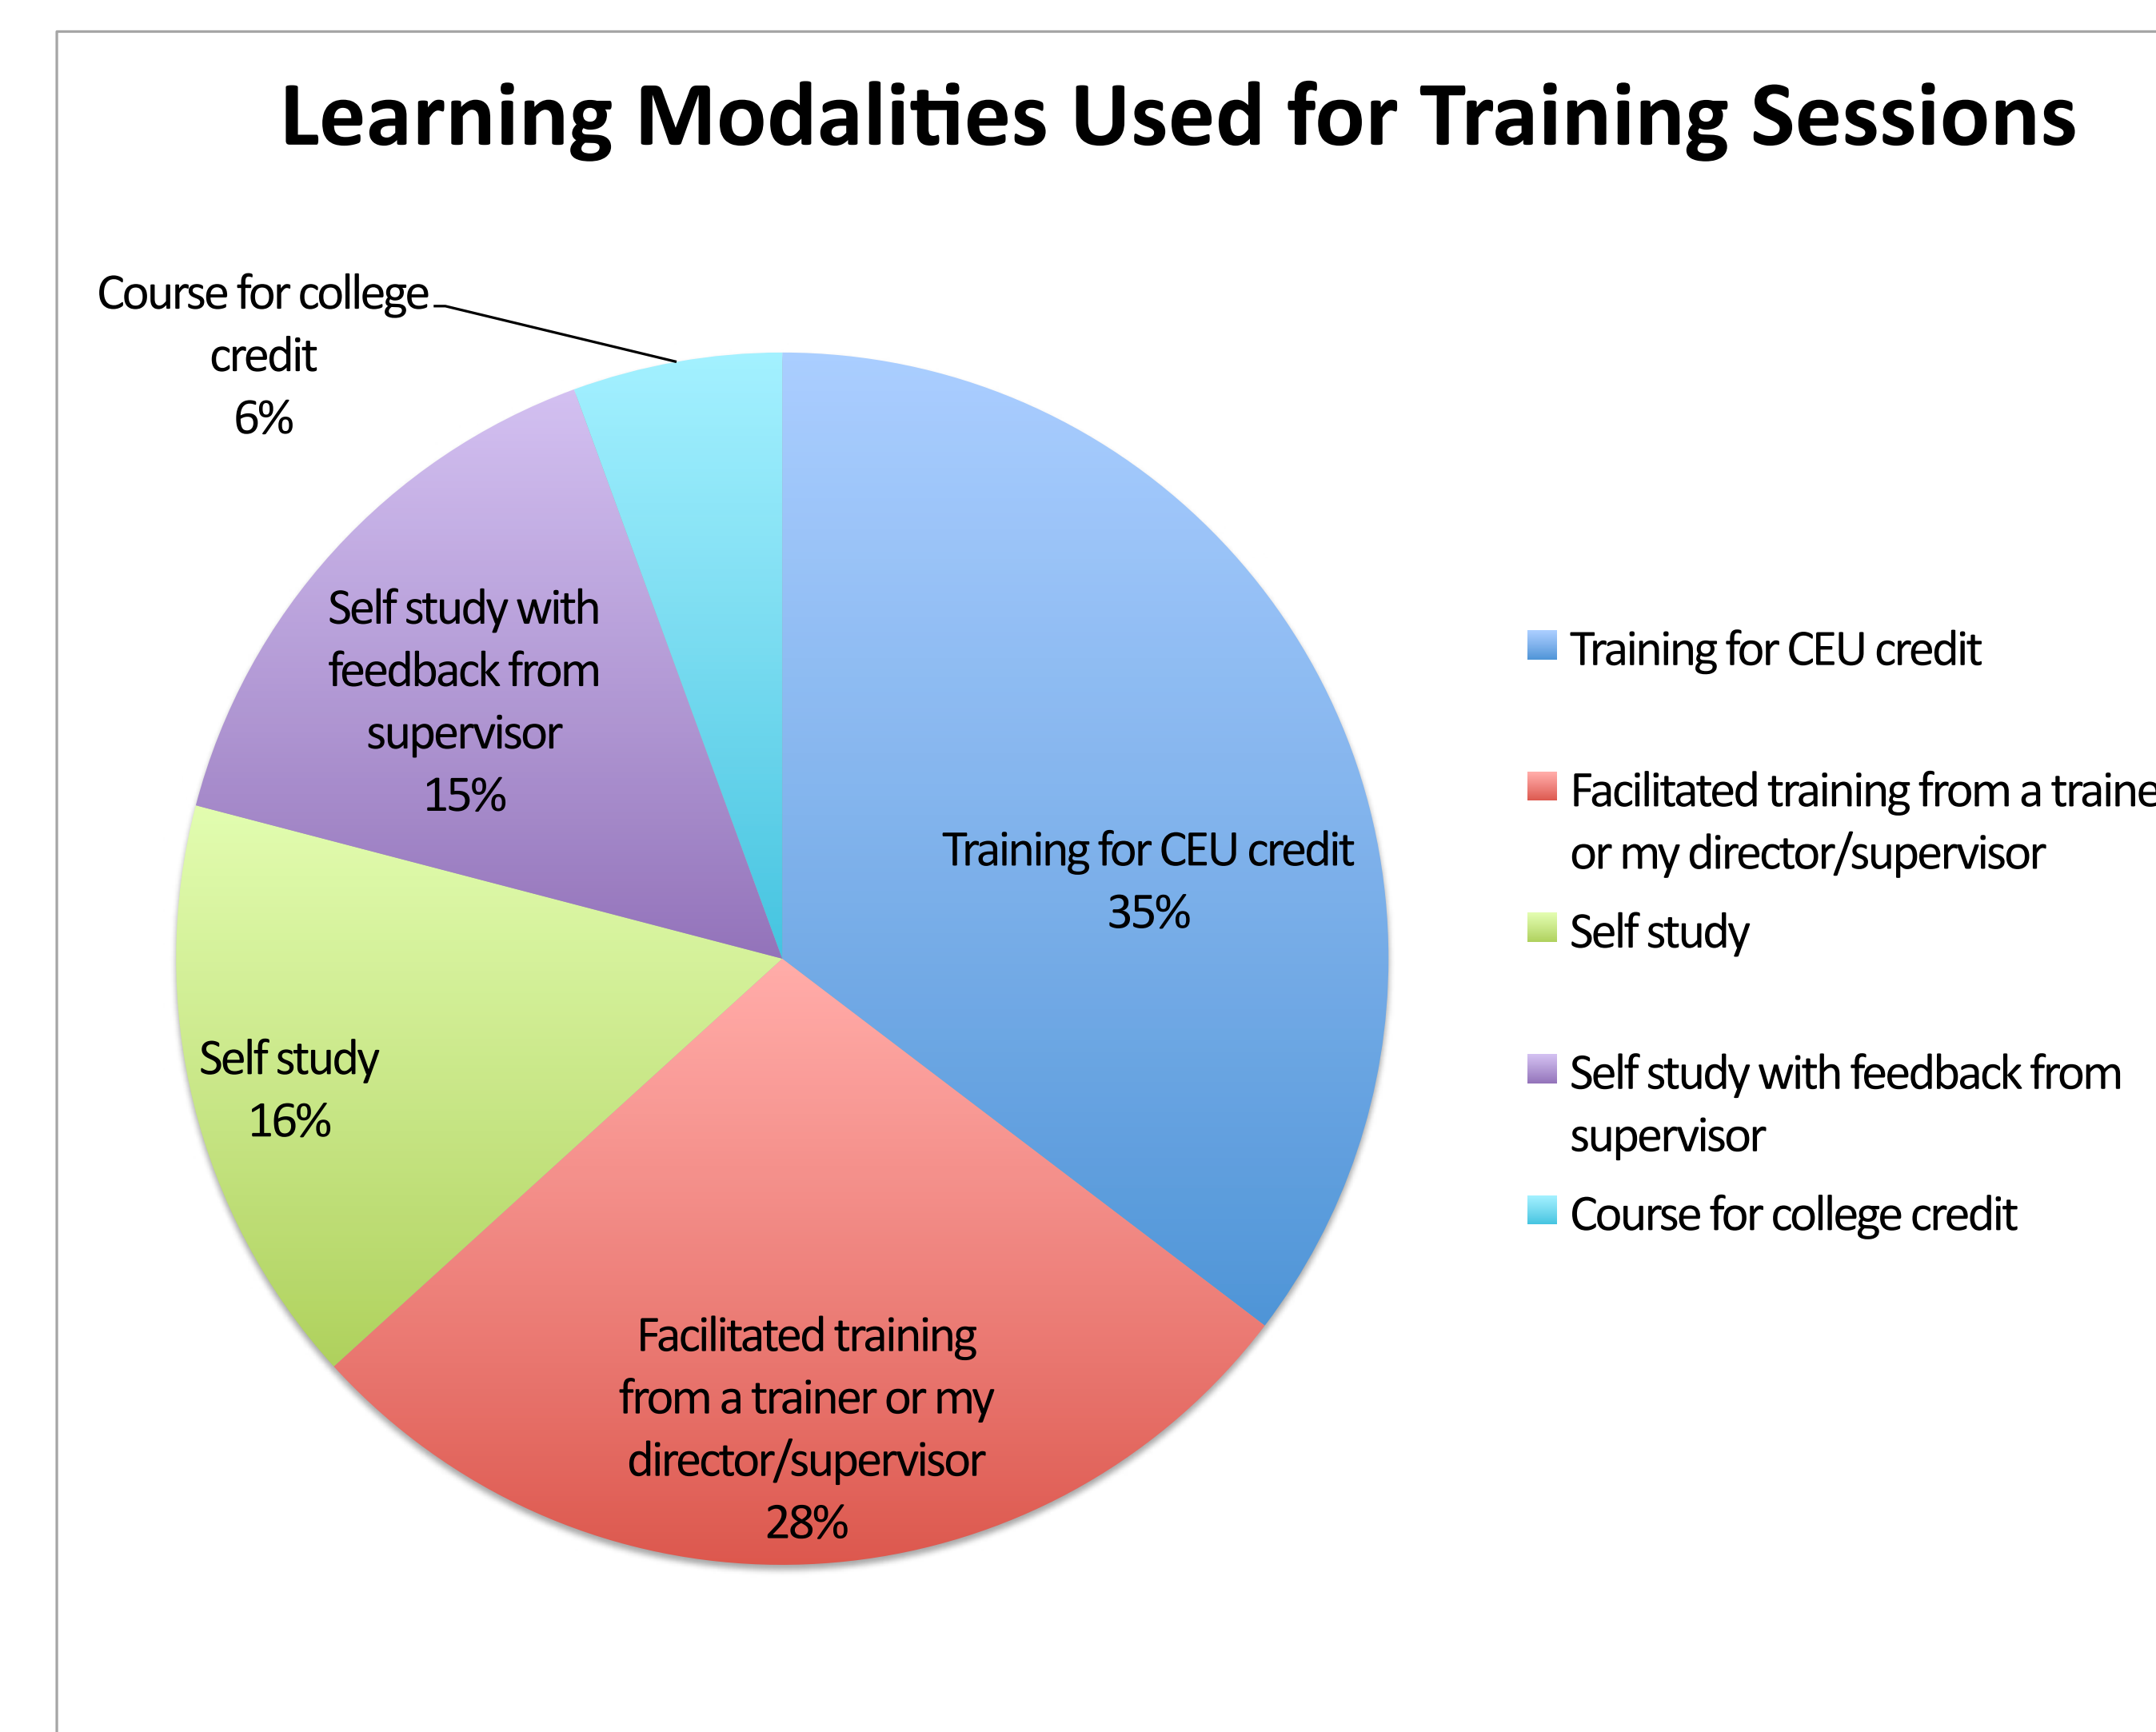 Learning Modalities Used for Training Sessions
Course for college
credit
6%
Self study with
feedback from
supervisor
15%
Training for CEU credit
35%
Self study
16%
Facilitated training
from a trainer or my
director/supervisor
28%
Training for CEU credit
Facilitated training from a traine
or my director/supervisor
Self study
Self study with feedback from
supervisor
Course for college credit